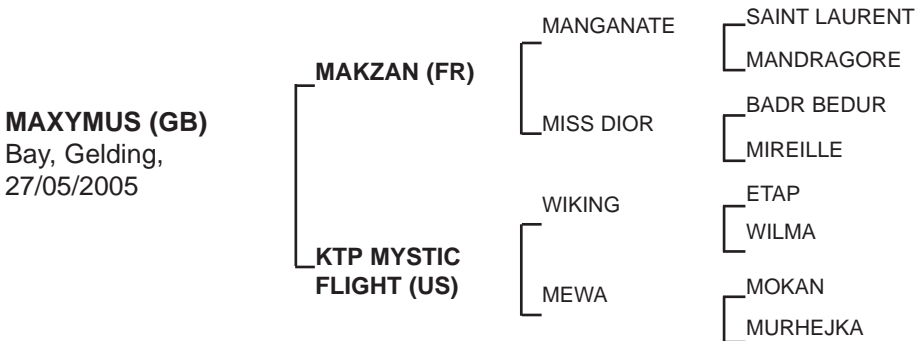 MAXYMUS (GB)
Bay, Gelding,
27/05/2005
MAKZAN (FR)
KTP MYSTIC
FLIGHT (US)
MANGANATE
MISS DIOR
WIKING
MEWA
SAINT LAURENT
MANDRAGORE
BADR BEDUR
MIREILLE
ETAP
WILMA
MOKAN
MURHEJKA